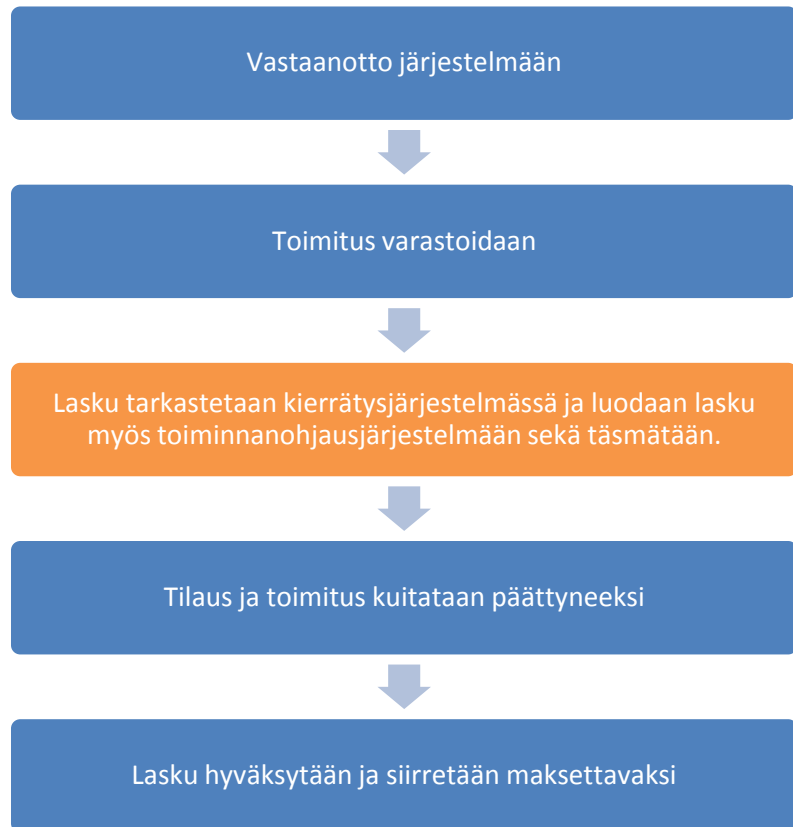 Vastaanotto järjestelmään
Toimitus varastoidaan
Lasku tarkastetaan kierrätysjärjestelmässä ja luodaan lasku
myös toiminnanohjausjärjestelmään sekä täsmätään.
Tilaus ja toimitus kuitataan päättyneeksi
Lasku hyväksytään ja siirretään maksettavaksi